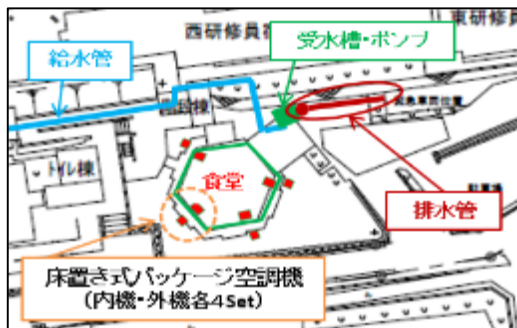 西研修員
東研修員
給水管
受水槽・ポンプ
トイレ棟
食堂
排水管
床置き式パッケージ空調機
(内機・外機各4Set)